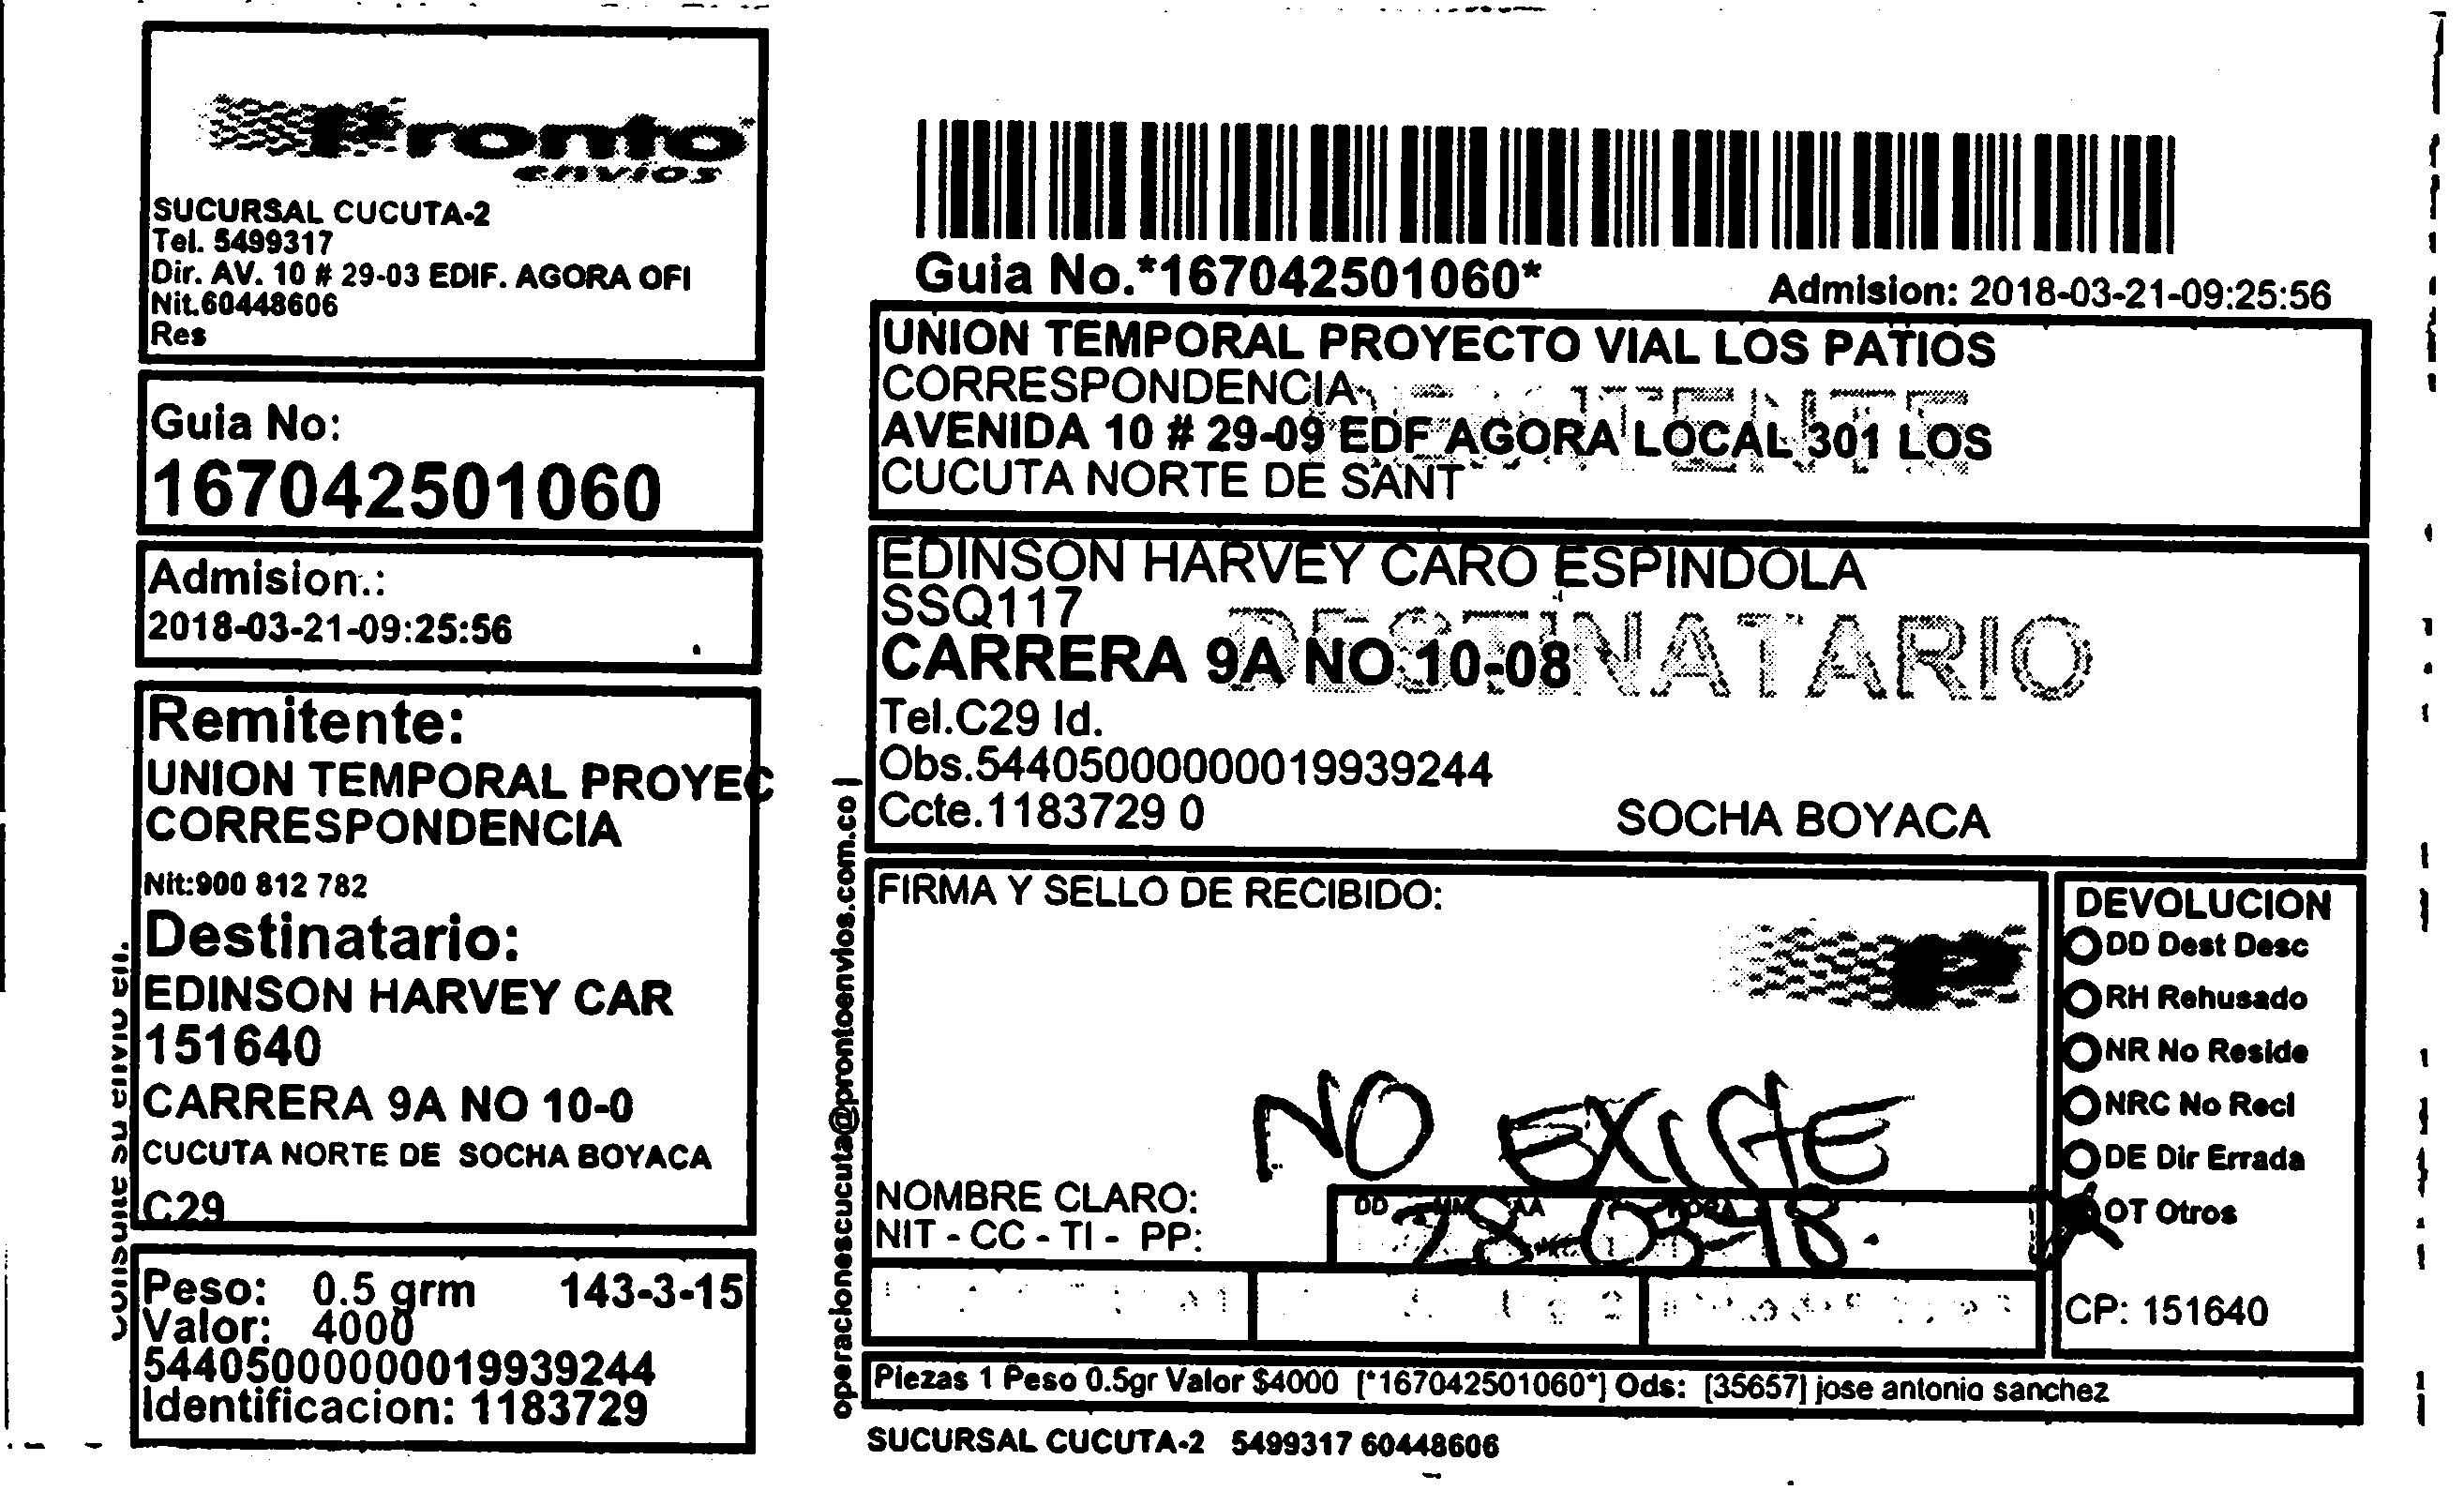 Pronto
envios
SUCURSAL CUCUTA-2
Tel. 5499317
Dir. AV. 10 # 29-03 EDIF. AGORA OFI
Nit.60448606
Res
Guia No:
167042501060
Admision.:
2018-03-21-09:25:56
Remitente:
UNION TEMPORAL PROYEC
CORRESPONDENCIA
Nit:900 812 782
Destinatario:
EDINSON HARVEY CAR
151640
CARRERA 9A NO 10-0
CUCUTA NORTE DE SOCHA BOYACA
C29
Peso: 0.5 grm 143-3-15
Valor: 4000
544050000000019939244
Identificacion: 1183729
Consulte su envio en.
operacionescucuta@prontoenvios.com.co |
Guia No.*167042501060*
Admision: 2018-03-21-09:25:56
UNION TEMPORAL PROYECTO VIAL LOS PATIOS
CORRESPONDENCIA
REMITENTE
AVENIDA 10 # 29-09 EDF AGORA LOCAL 301 LOS
CUCUTA NORTE DE SANT
EDINSON HARVEY CARO ESPINDOLA
SSQ117
DESTINATARIO
CARRERA 9A NO 10-08
Tel.C29 Id.
Obs.544050000000019939244
Ccte.1183729 0 SOCHA BOYACA
FIRMA Y SELLO DE RECIBIDO:
P
NO EXISTE
NOMBRE CLARO:
NIT - CC - TI - PP:
DD MM AA HORA
28-03-18.
DEVOLUCION
DD Dest Desc
RH Rehusado
NR No Reside
NRC No Reci
DE Dir Errada
OT Otros
CP: 151640
Piezas 1 Peso 0.5gr Valor $4000 [*167042501060*] Ods: [35657] jose antonio sanchez
SUCURSAL CUCUTA-2 5499317 60448606